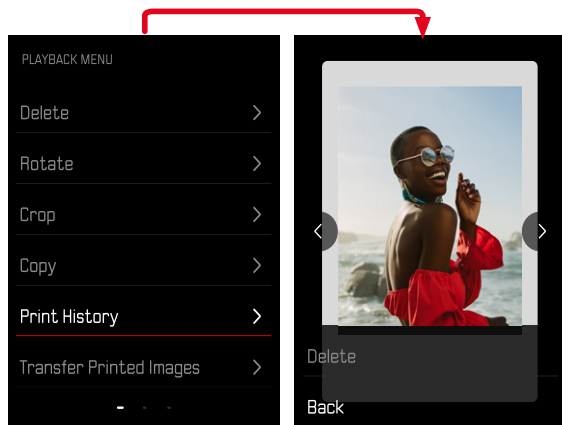 PLAYBACK MENU
Delete
Rotate
Crop
Copy
Print History
Transfer Printed Images
Delete
Back